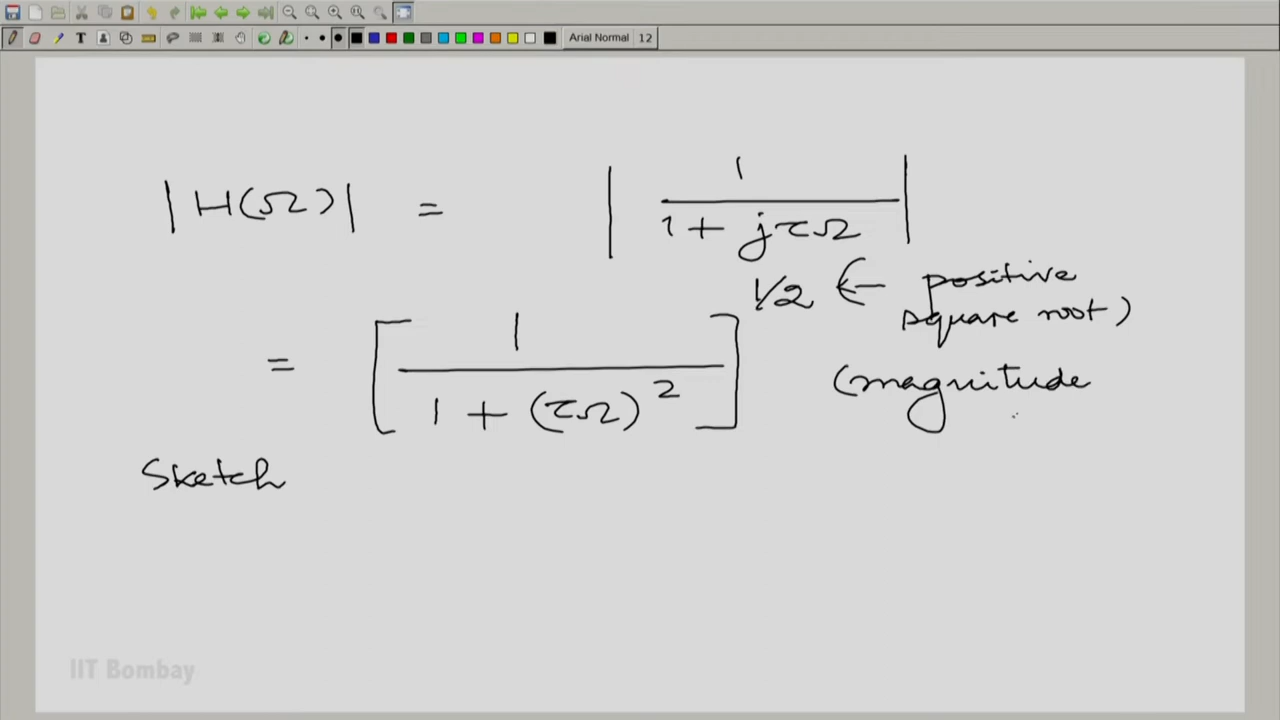 Arial Normal 12
|H(Ω)| = | 1 / (1 + jτΩ) |
= [ 1 / (1 + (τΩ)²) ]^1/2 (← positive
square root)
(magnitude
Sketch
IIT Bombay